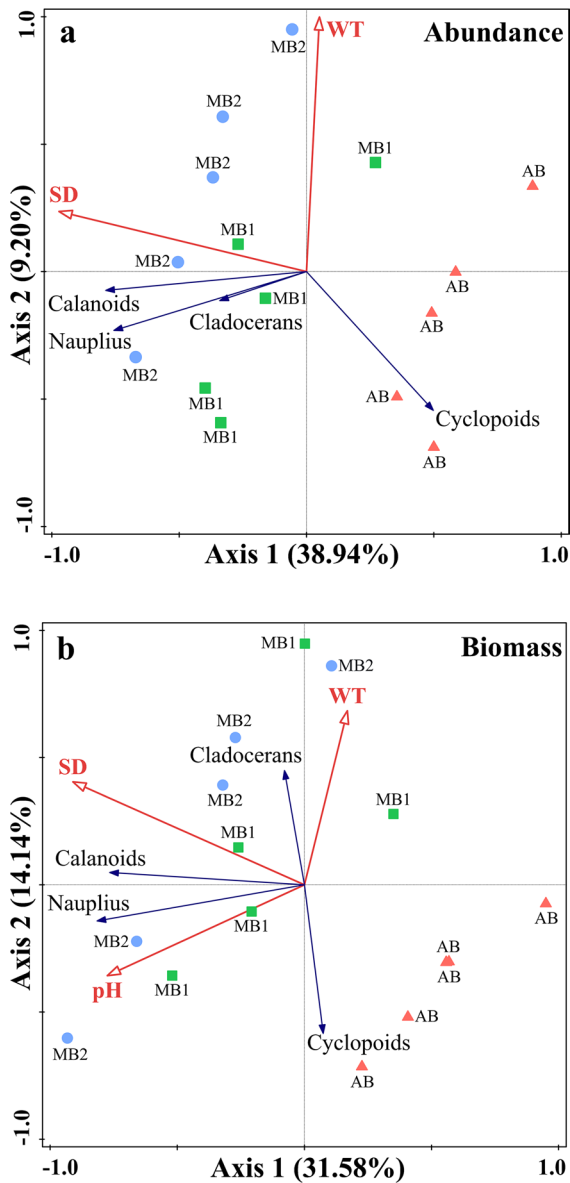 1.0
a
Abundance
WT
MB2
MB2
MB1
MB2
AB
SD
MB1
MB2
AB
Calanoids
MB1
Cladocerans
Nauplius
AB
MB2
MB1
AB
Cyclopoids
MB1
AB
Axis 2 (9.20%)
-1.0
-1.0
Axis 1 (38.94%)
1.0
1.0
b
Biomass
MB1
MB2
WT
MB2
Cladocerans
SD
MB2
MB1
MB1
Calanoids
Nauplius
MB1
AB
MB2
AB
AB
pH
MB1
AB
Cyclopoids
MB2
AB
Axis 2 (14.14%)
-1.0
-1.0
Axis 1 (31.58%)
1.0